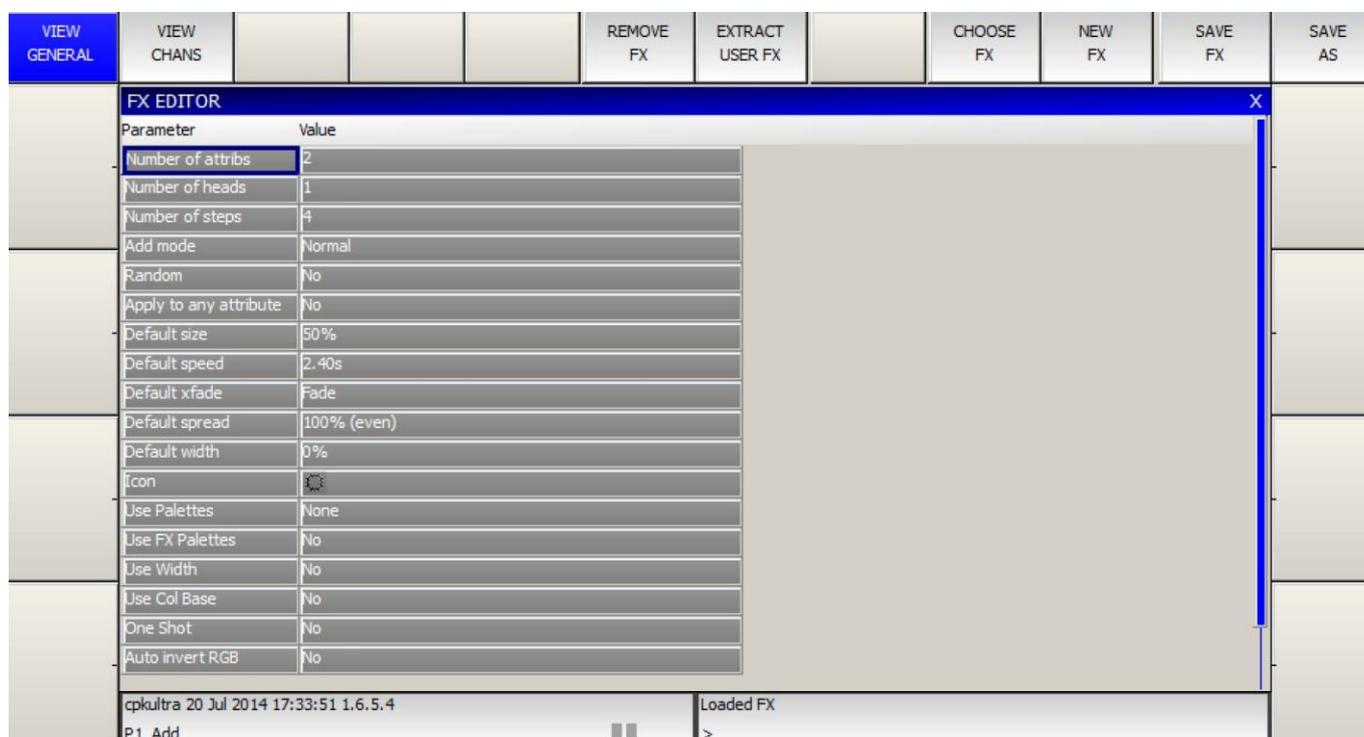 VIEW GENERAL
VIEW CHANS
REMOVE FX
EXTRACT USER FX
CHOOSE FX
NEW FX
SAVE FX
SAVE AS
FX EDITOR X
Parameter Value
Number of attribs 2
Number of heads 1
Number of steps 4
Add mode Normal
Random No
Apply to any attribute No
Default size 50%
Default speed 2.40s
Default xfade Fade
Default spread 100% (even)
Default width 0%
Icon
Use Palettes None
Use FX Palettes No
Use Width No
Use Col Base No
One Shot No
Auto invert RGB No
cpkultra 20 Jul 2014 17:33:51 1.6.5.4
Loaded FX
P1 Add
>